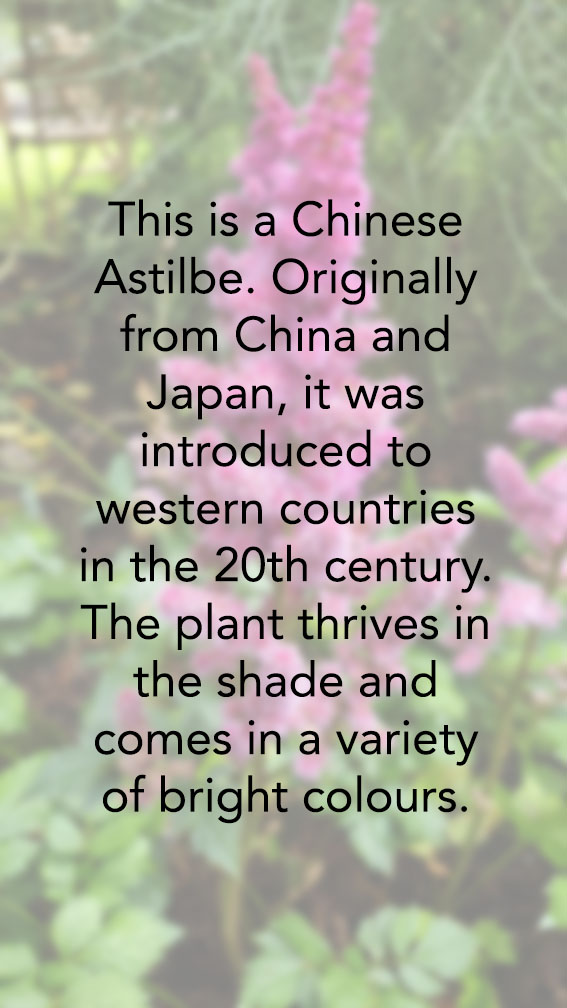 This is a Chinese
Astilbe. Originally
from China and
Japan, it was
introduced to
western countries
in the 20th century.
The plant thrives in
the shade and
comes in a variety
of bright colours.